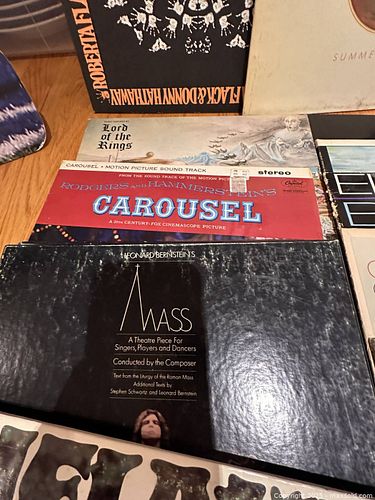 ROBERTA FLA
FLACK & DONNY HATHAWAY
SUMME
Lord of the
Rings
CAROUSEL • MOTION PICTURE SOUND TRACK
stereo
FROM THE SOUND TRACK OF THE MOTION PIC
Capitol
RODGERS AND HAMMERSTEIN'S
CAROUSEL
A 20th CENTURY-FOX CINEMASCOPE PICTURE
LEONARD BERNSTEIN'S
MASS
A Theatre Piece For
Singers, Players and Dancers
Conducted by the Composer
Text from the Liturgy of the Roman Mass
Additional Texts by
Stephen Schwartz and Leonard Bernstein